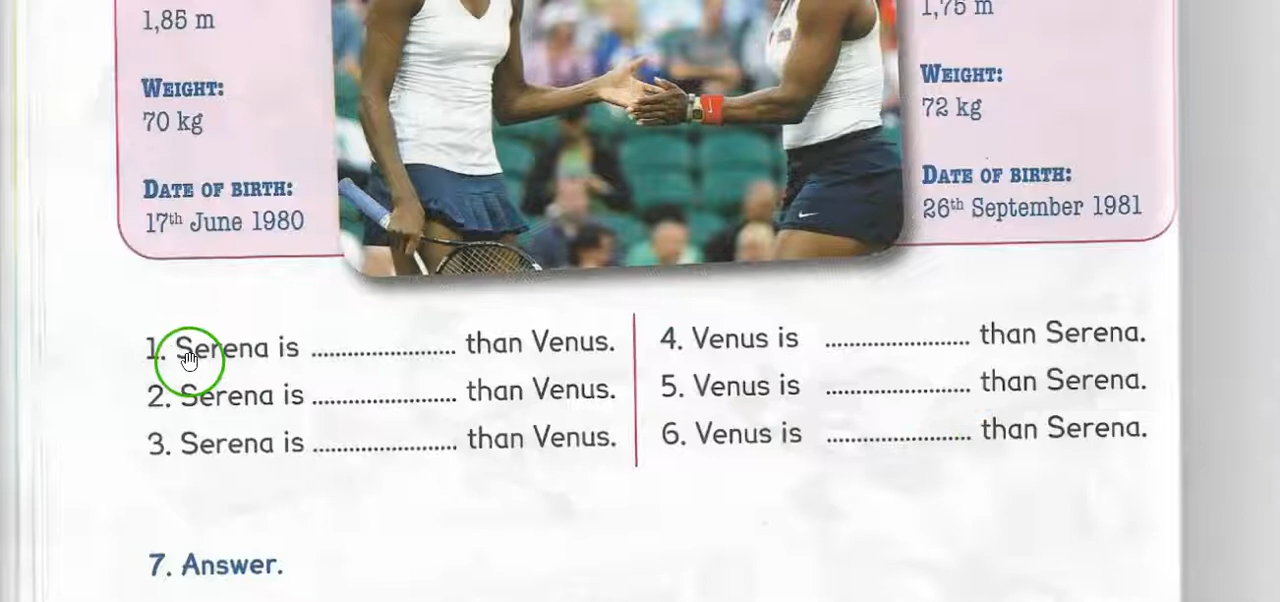 1,85 m
WEIGHT:
70 kg
DATE OF BIRTH:
17th June 1980
1,75 m
WEIGHT:
72 kg
DATE OF BIRTH:
26th September 1981
1. Serena is ........................ than Venus.
2. Serena is ........................ than Venus.
3. Serena is ........................ than Venus.
4. Venus is ........................ than Serena.
5. Venus is ........................ than Serena.
6. Venus is ........................ than Serena.
7. Answer.